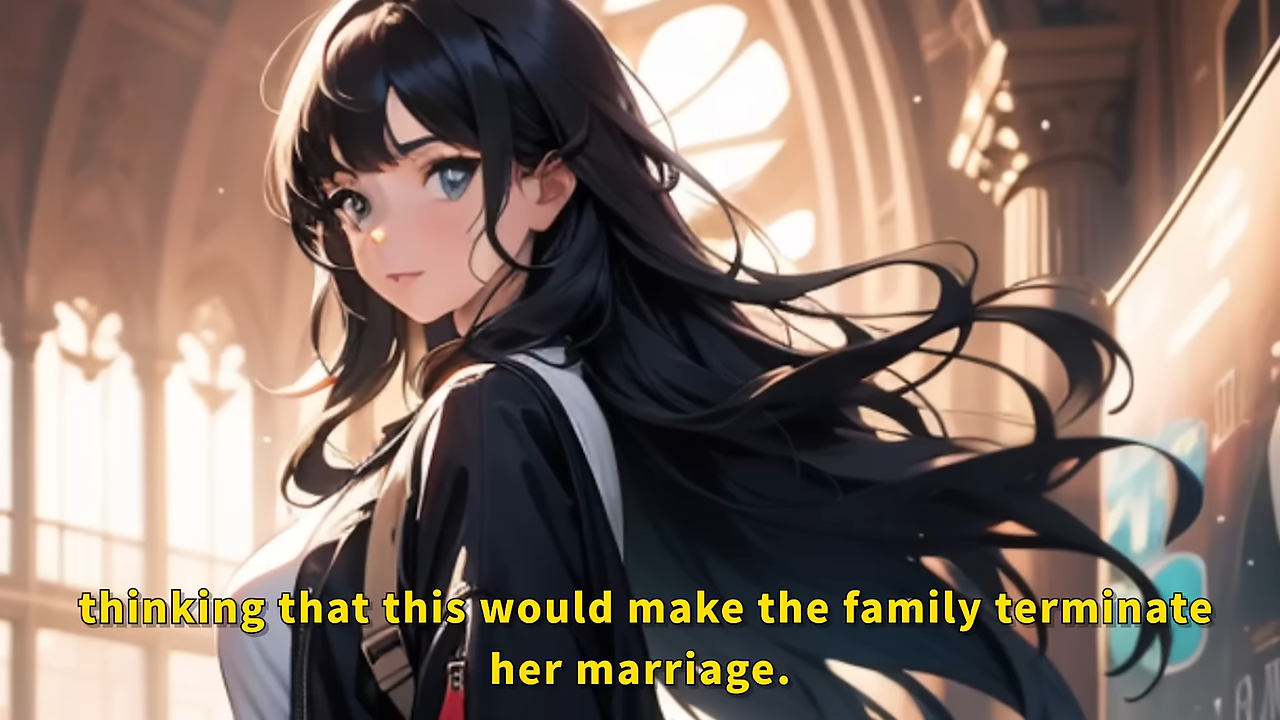 thinking that this would make the family terminate
her marriage.